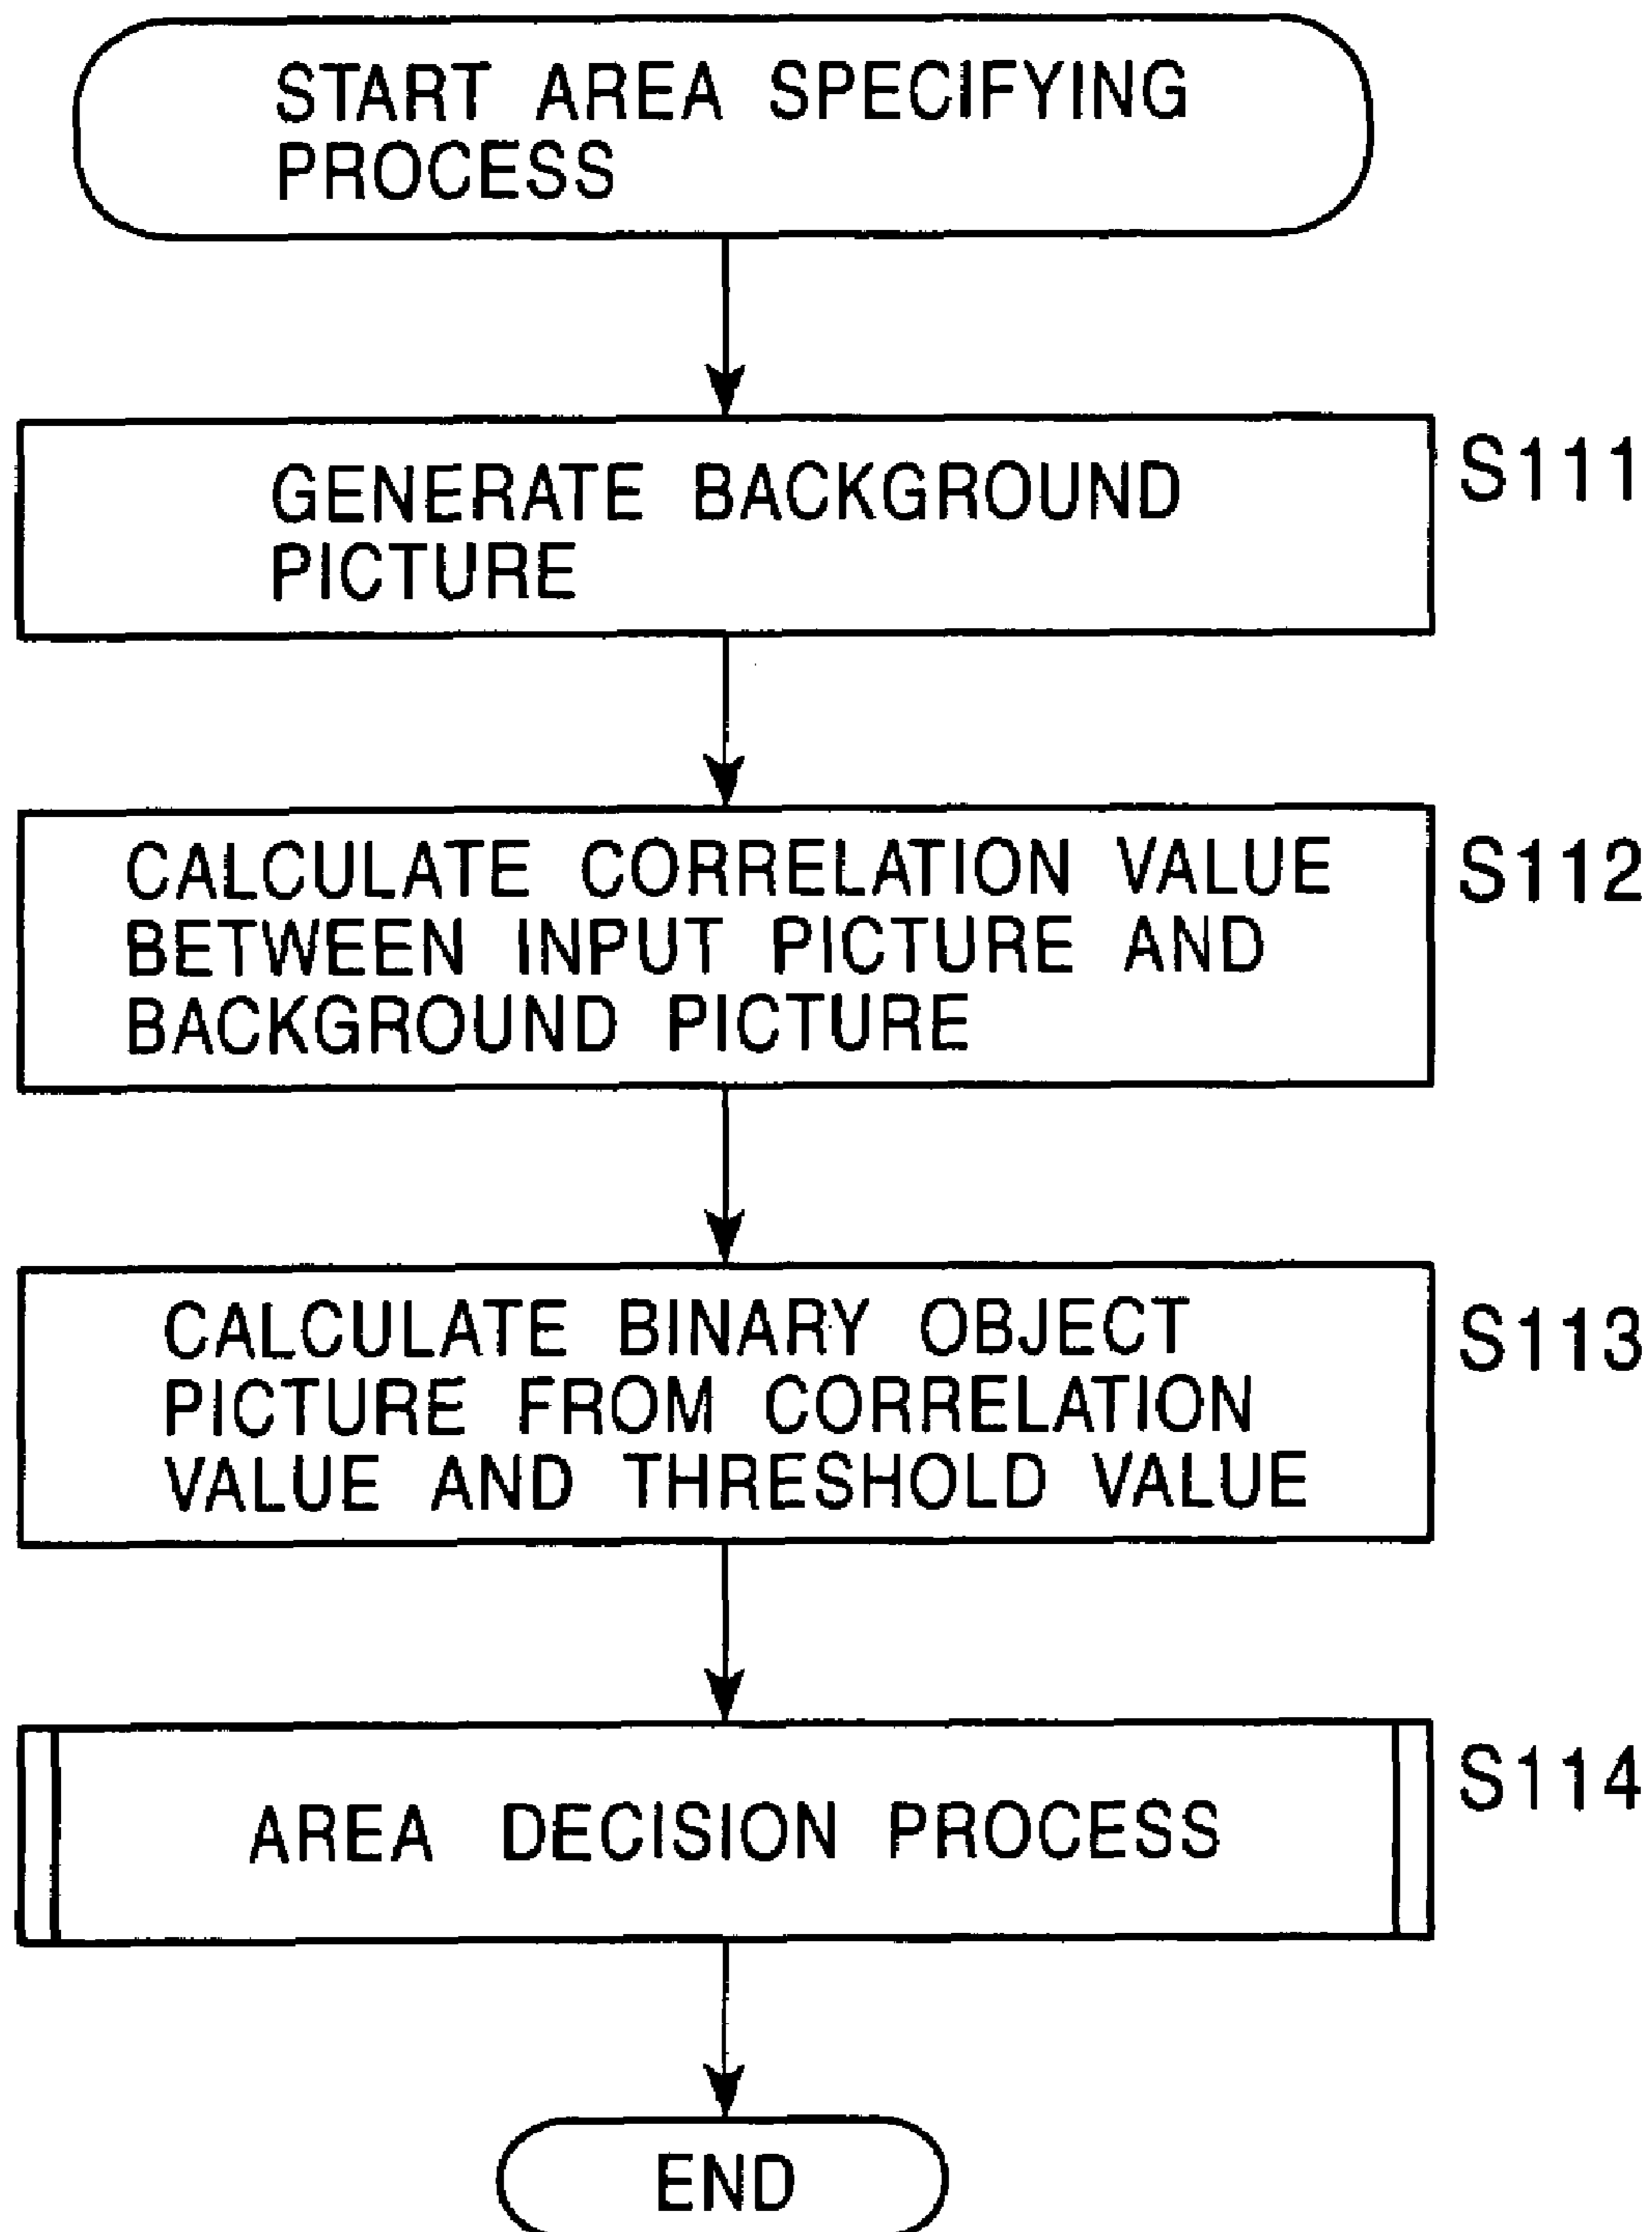 START AREA SPECIFYING
PROCESS
GENERATE BACKGROUND
PICTURE
S111
CALCULATE CORRELATION VALUE
BETWEEN INPUT PICTURE AND
BACKGROUND PICTURE
S112
CALCULATE BINARY OBJECT
PICTURE FROM CORRELATION
VALUE AND THRESHOLD VALUE
S113
AREA DECISION PROCESS
S114
END